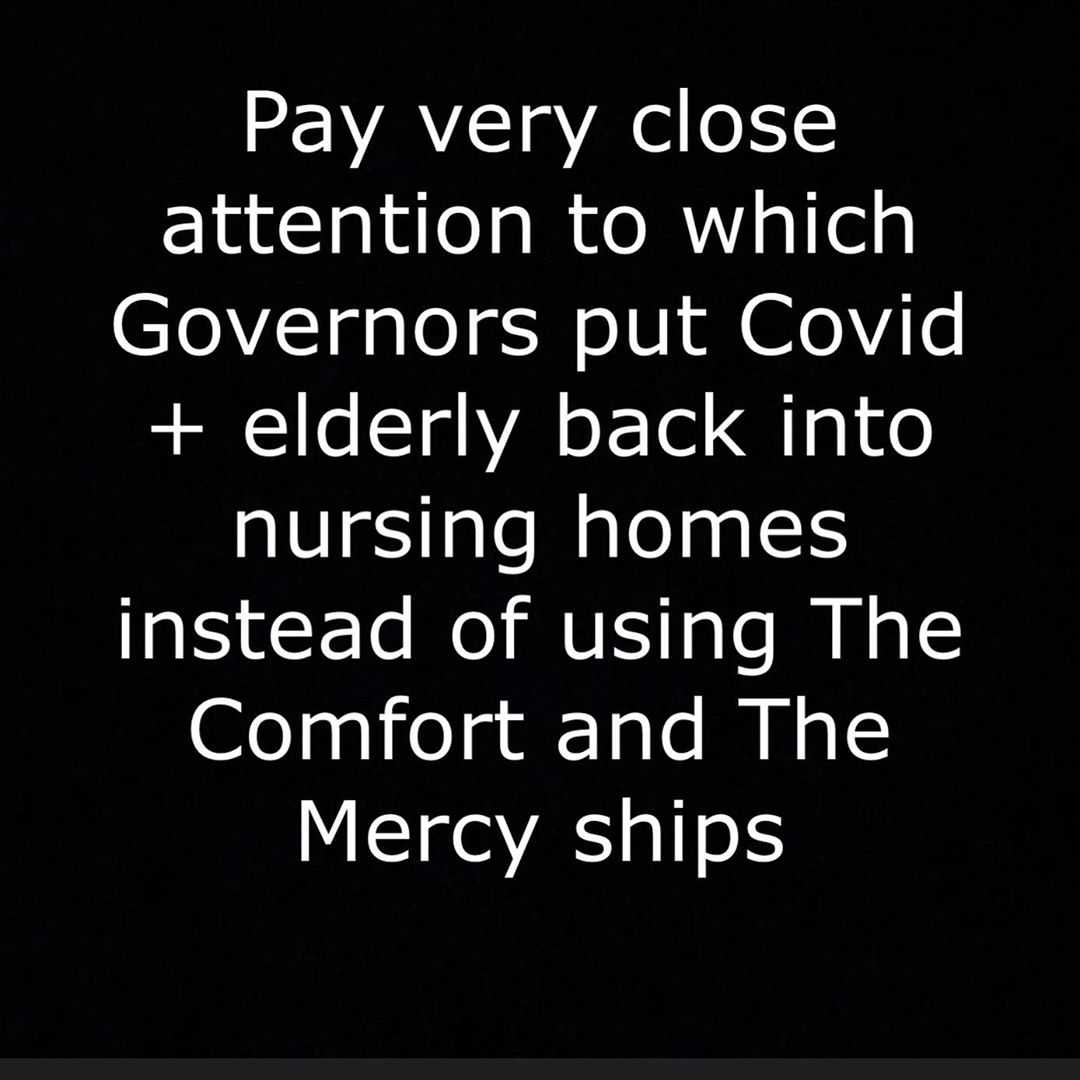 Pay very close
attention to which
Governors put Covid
+ elderly back into
nursing homes
instead of using The
Comfort and The
Mercy ships